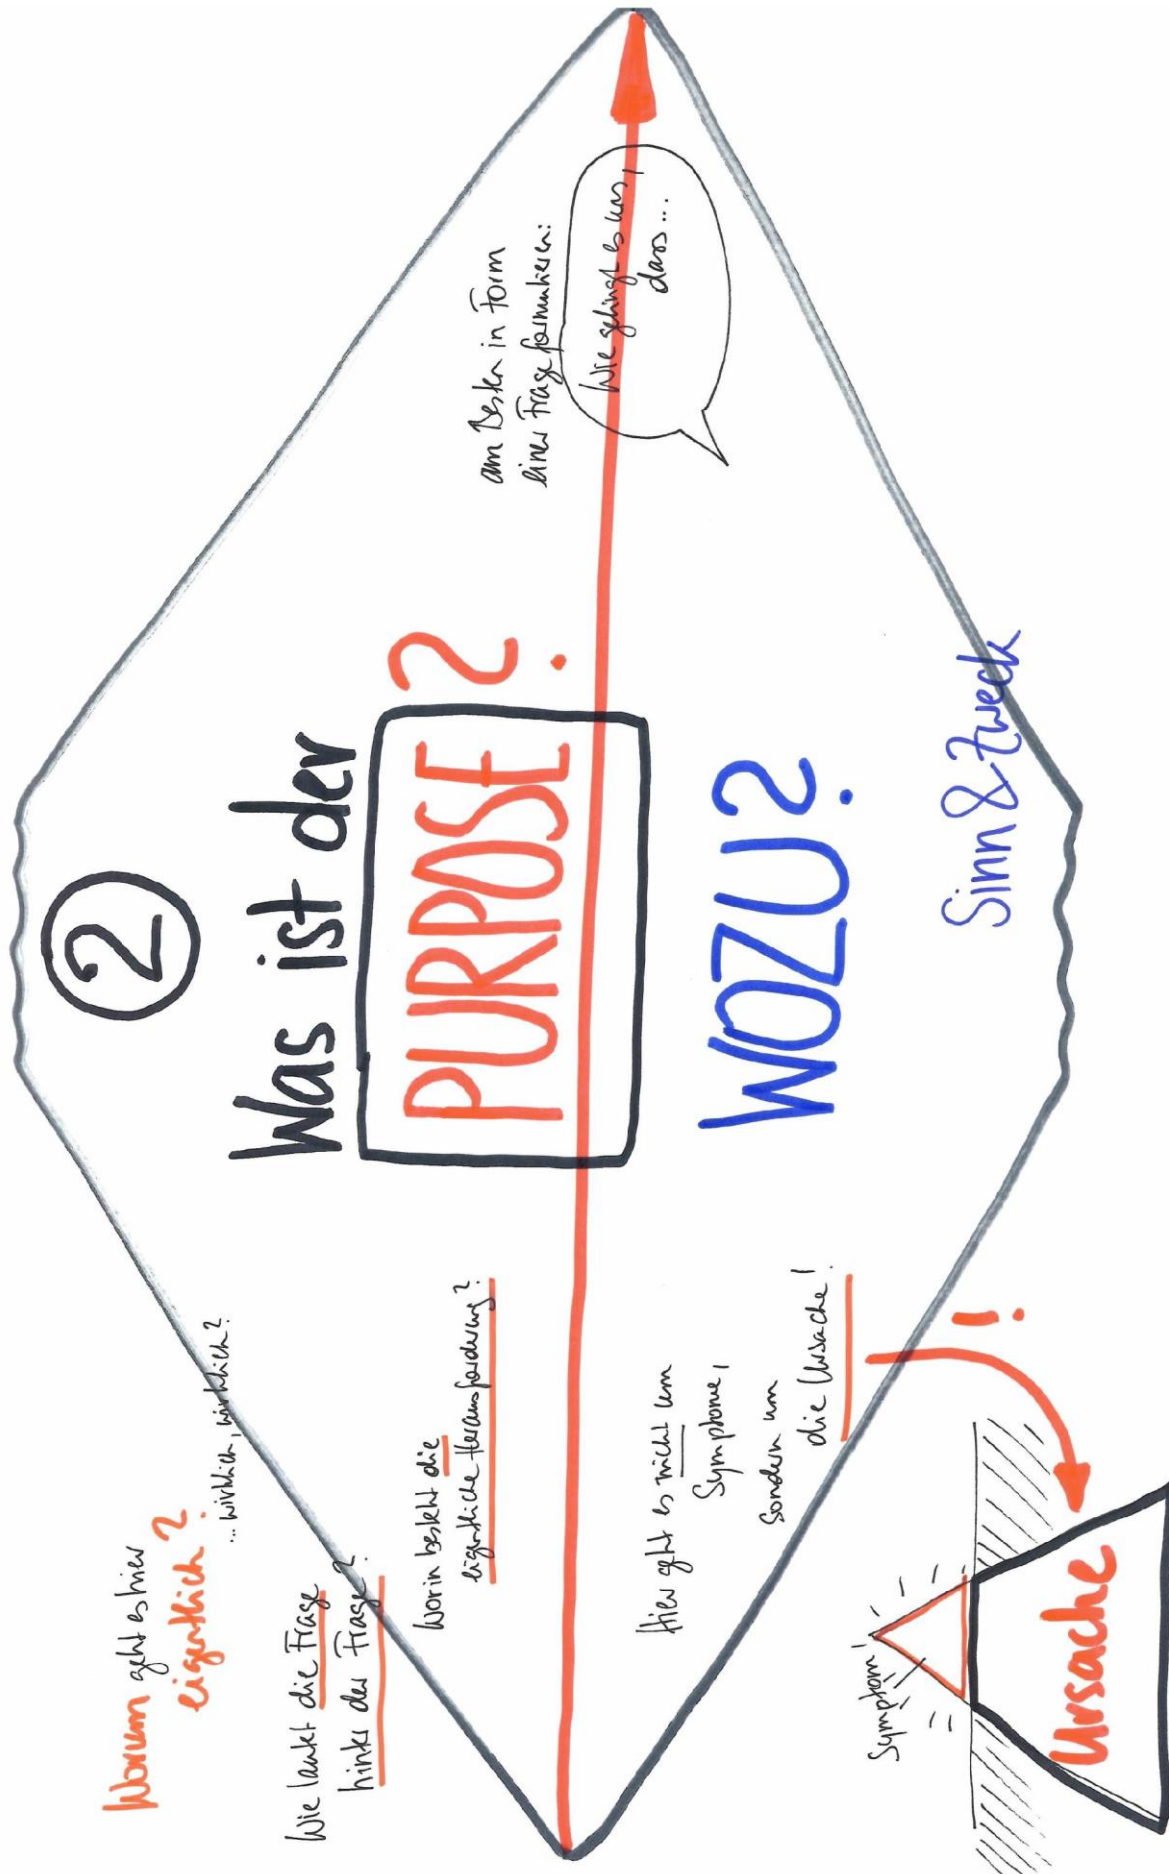 ②
Was ist der
PURPOSE?
WOZU?
Sinn & Zweck
Worum geht es hier
eigentlich?
... wirklich, wirklich?
Wie lautet die Frage
hinter der Frage?
Worin besteht die
eigentliche Herausforderung?
Hier geht es nicht um
Symptome,
sondern um
die Ursache!
!
Symptom
Ursache
am Besten in Form
einer Frage formulieren:
Wie gelingt es uns,
dass...